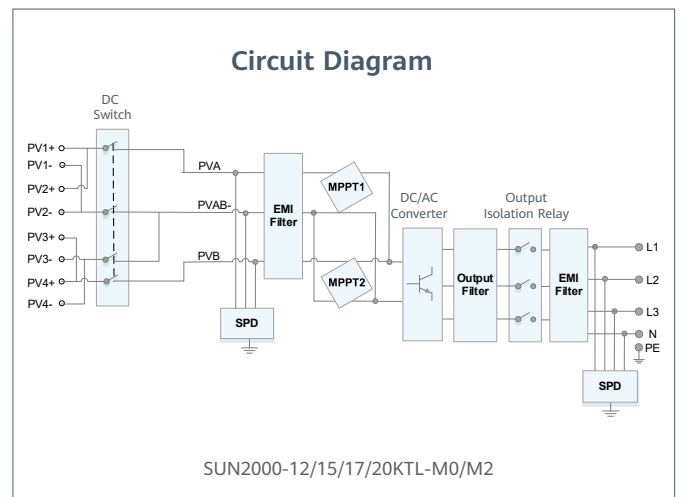 Circuit Diagram
DC
Switch
PV1+
PV1-
PV2+
PV2-
PV3+
PV3-
PV4+
PV4-
PVA
PVAB-
PVB
EMI
Filter
SPD
MPPT1
MPPT2
DC/AC
Converter
Output
Filter
Output
Isolation Relay
EMI
Filter
L1
L2
L3
N
PE
SPD
SUN2000-12/15/17/20KTL-M0/M2